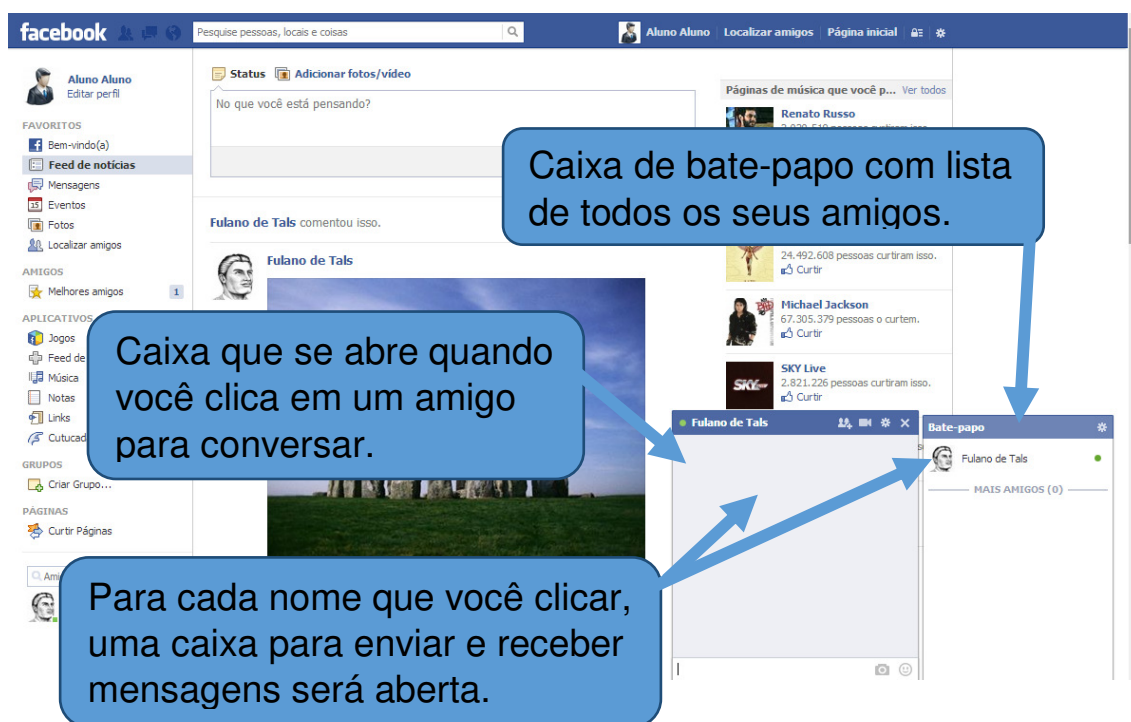 facebook
Pesquise pessoas, locais e coisas
Aluno Aluno
Localizar amigos
Página inicial
Aluno Aluno
Editar perfil
FAVORITOS
Bem-vindo(a)
Feed de notícias
Mensagens
15 Eventos
Fotos
Localizar amigos
AMIGOS
Melhores amigos 1
APLICATIVOS
Jogos
Feed de
Música
Notas
Links
GRUPOS
Criar Grupo...
PÁGINAS
Curtir Páginas
Status Adicionar fotos/vídeo
No que você está pensando?
Fulano de Tals comentou isso.
Fulano de Tals
Páginas de música que você p... Ver todos
Renato Russo
Caixa de bate-papo com lista
de todos os seus amigos.
24.492.608 pessoas curtiram isso.
Curtir
Michael Jackson
67.305.379 pessoas o curtem.
Curtir
SKY Live
2.821.226 pessoas curtiram isso.
Curtir
Caixa que se abre quando
você clica em um amigo
para conversar.
Fulano de Tals
Bate-papo
Fulano de Tals
MAIS AMIGOS (0)
Para cada nome que você clicar,
uma caixa para enviar e receber
mensagens será aberta.